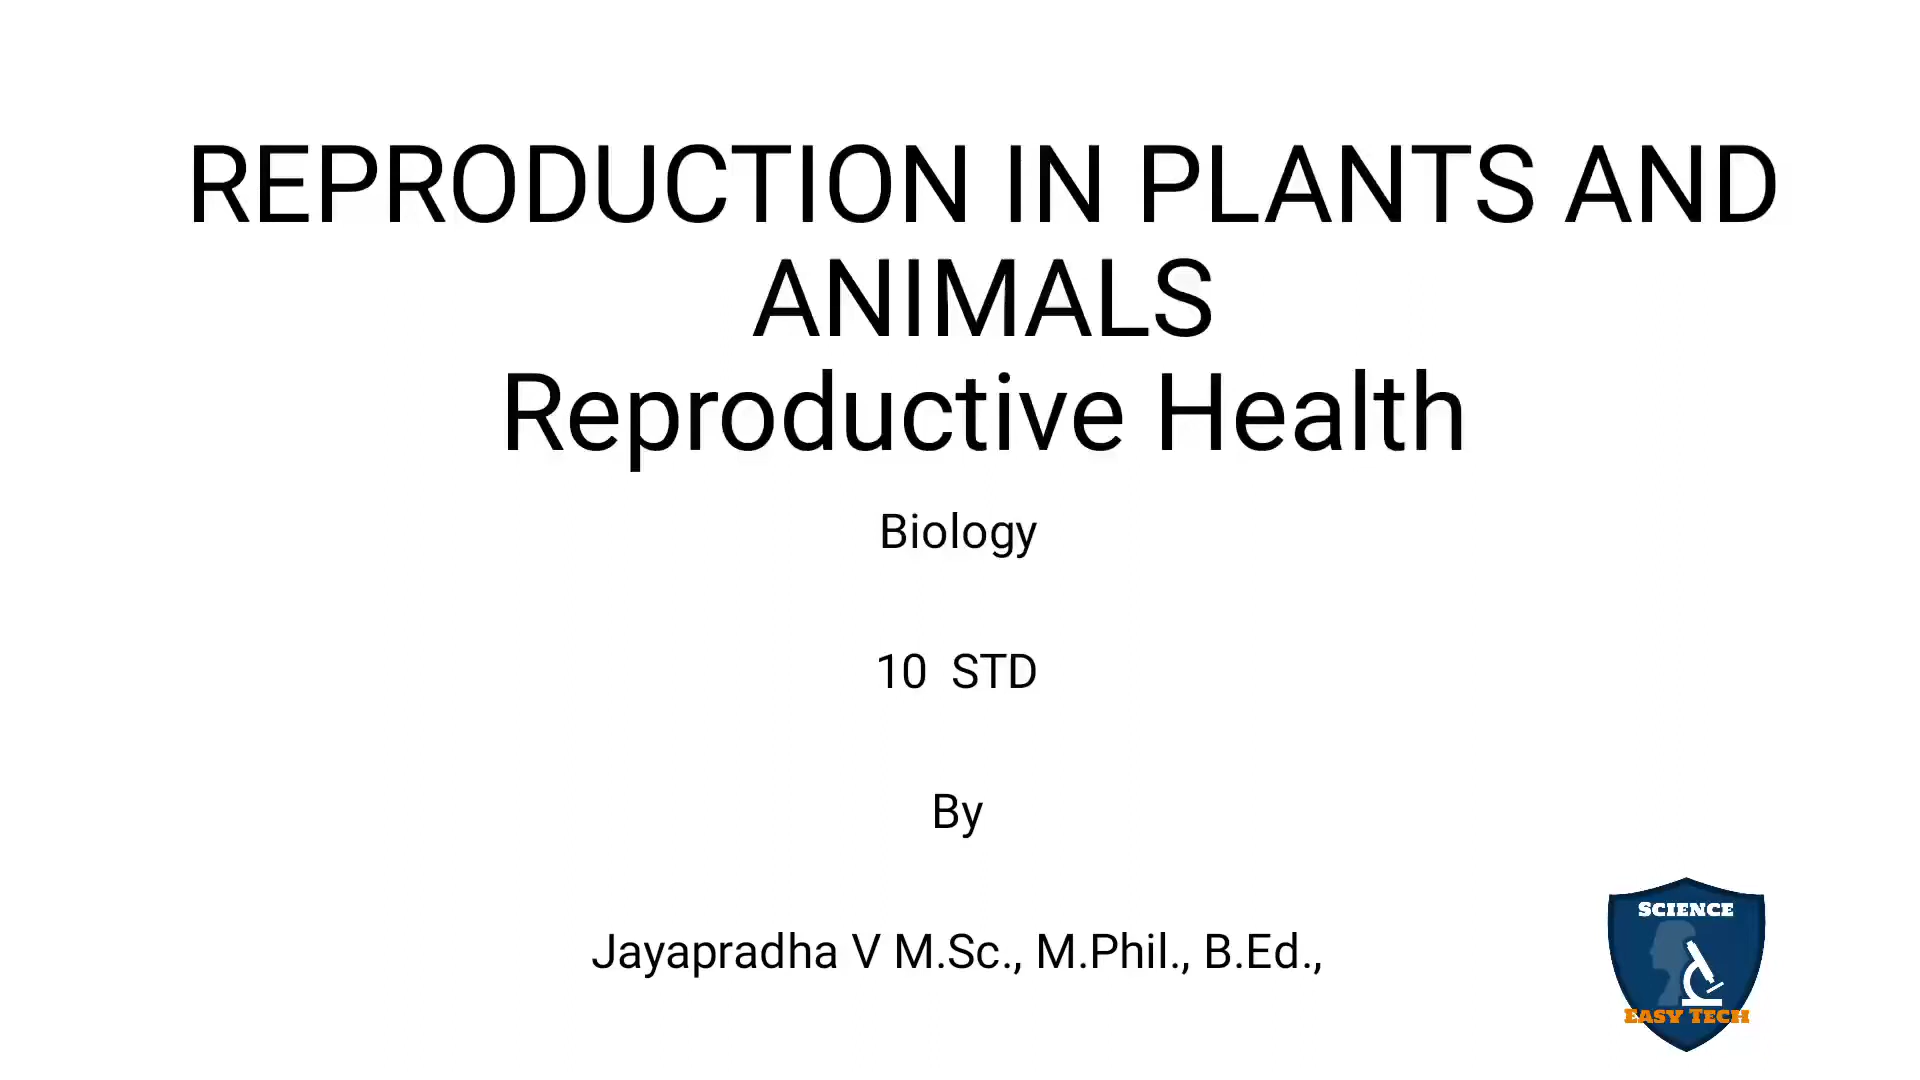 REPRODUCTION IN PLANTS AND
ANIMALS
Reproductive Health
Biology
10 STD
By
Jayapradha V M.Sc., M.Phil., B.Ed.,
SCIENCE
EASY TECH